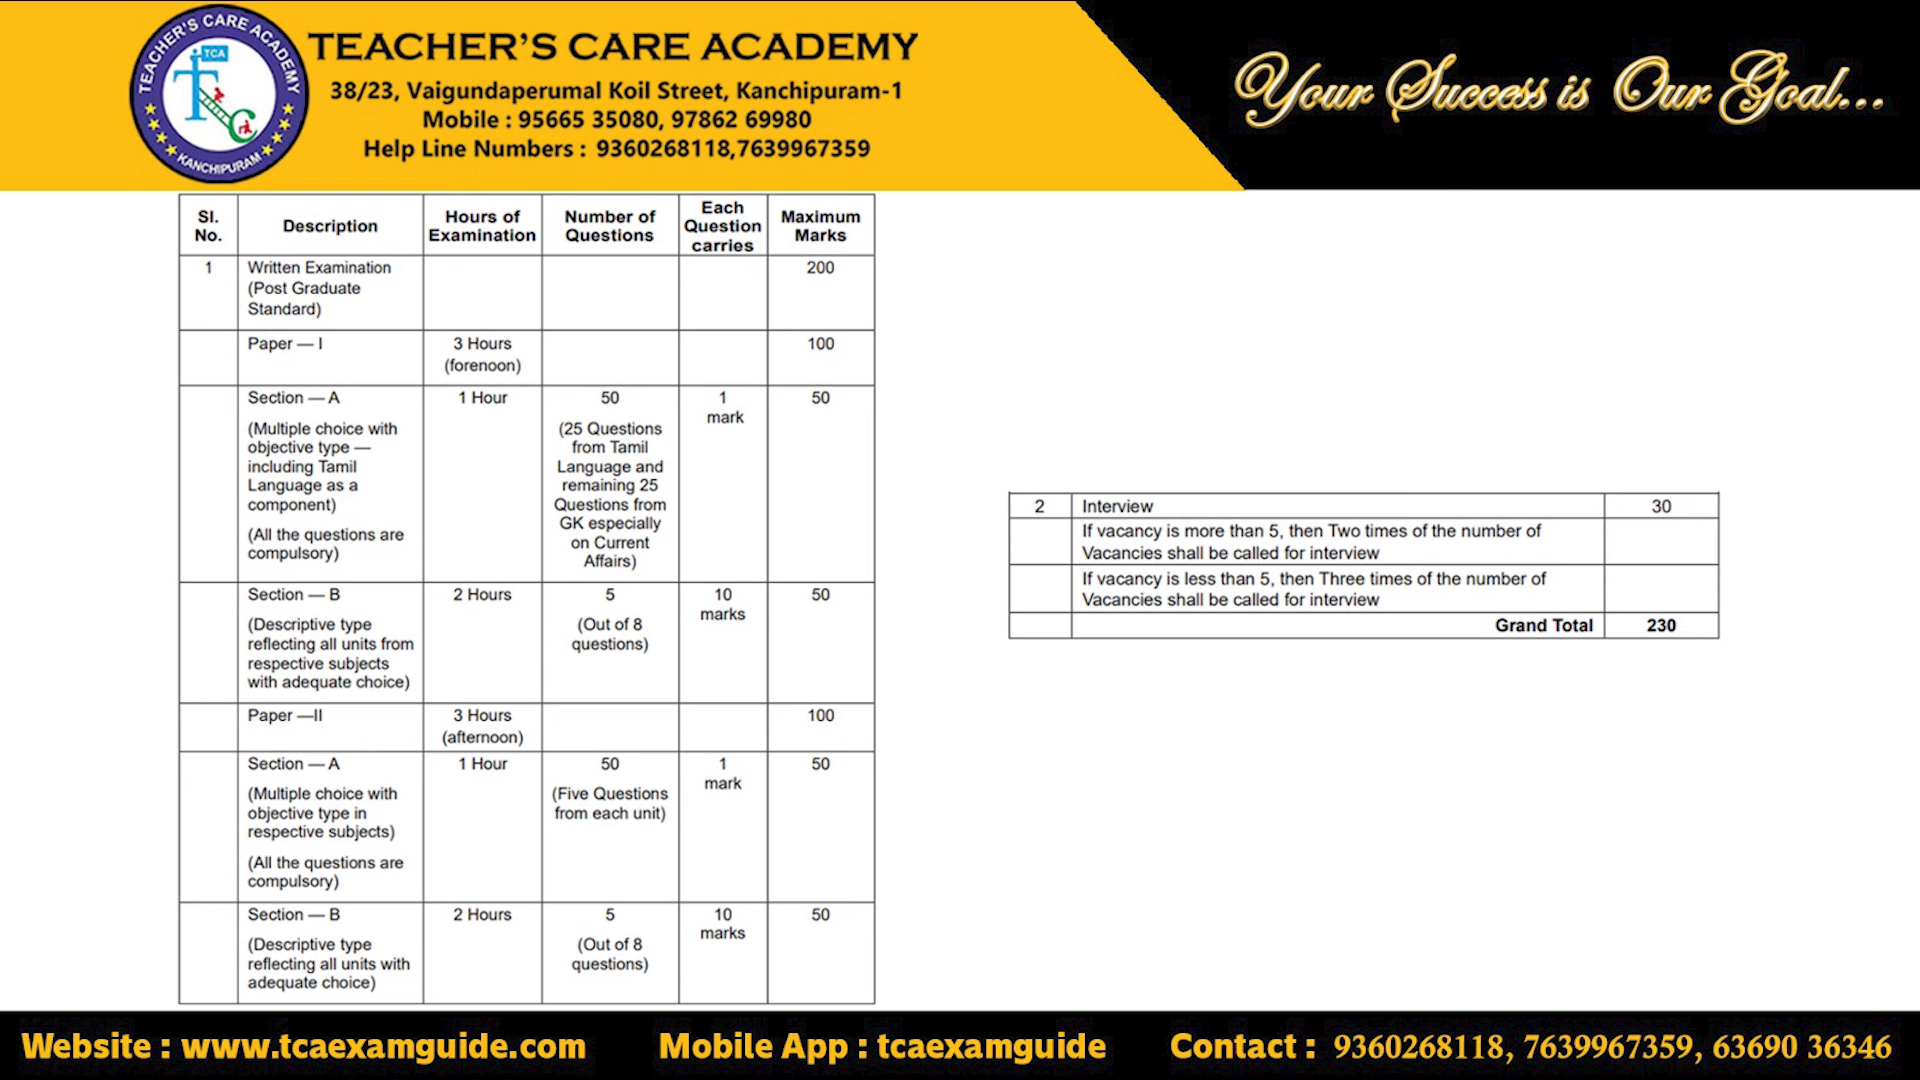 TEACHER'S CARE ACADEMY
TCA
KANCHIPURAM
TEACHER'S CARE ACADEMY
38/23, Vaigundaperumal Koil Street, Kanchipuram-1
Mobile : 95665 35080, 97862 69980
Help Line Numbers : 9360268118,7639967359
Your Success is Our Goal...
Sl. No. Description Hours of Examination Number of Questions Each Question carries Maximum Marks
1 Written Examination (Post Graduate Standard) 200
Paper — I 3 Hours (forenoon) 100
Section — A 1 Hour 50 1 mark 50
(Multiple choice with objective type — including Tamil Language as a component)
(All the questions are compulsory)
(25 Questions from Tamil Language and remaining 25 Questions from GK especially on Current Affairs)
Section — B 2 Hours 5 10 marks 50
(Descriptive type reflecting all units from respective subjects with adequate choice)
(Out of 8 questions)
Paper —II 3 Hours (afternoon) 100
Section — A 1 Hour 50 1 mark 50
(Multiple choice with objective type in respective subjects)
(All the questions are compulsory)
(Five Questions from each unit)
Section — B 2 Hours 5 10 marks 50
(Descriptive type reflecting all units with adequate choice)
(Out of 8 questions)
2 Interview 30
If vacancy is more than 5, then Two times of the number of
Vacancies shall be called for interview
If vacancy is less than 5, then Three times of the number of
Vacancies shall be called for interview
Grand Total 230
Website : www.tcaexamguide.com Mobile App : tcaexamguide Contact : 9360268118, 7639967359, 63690 36346